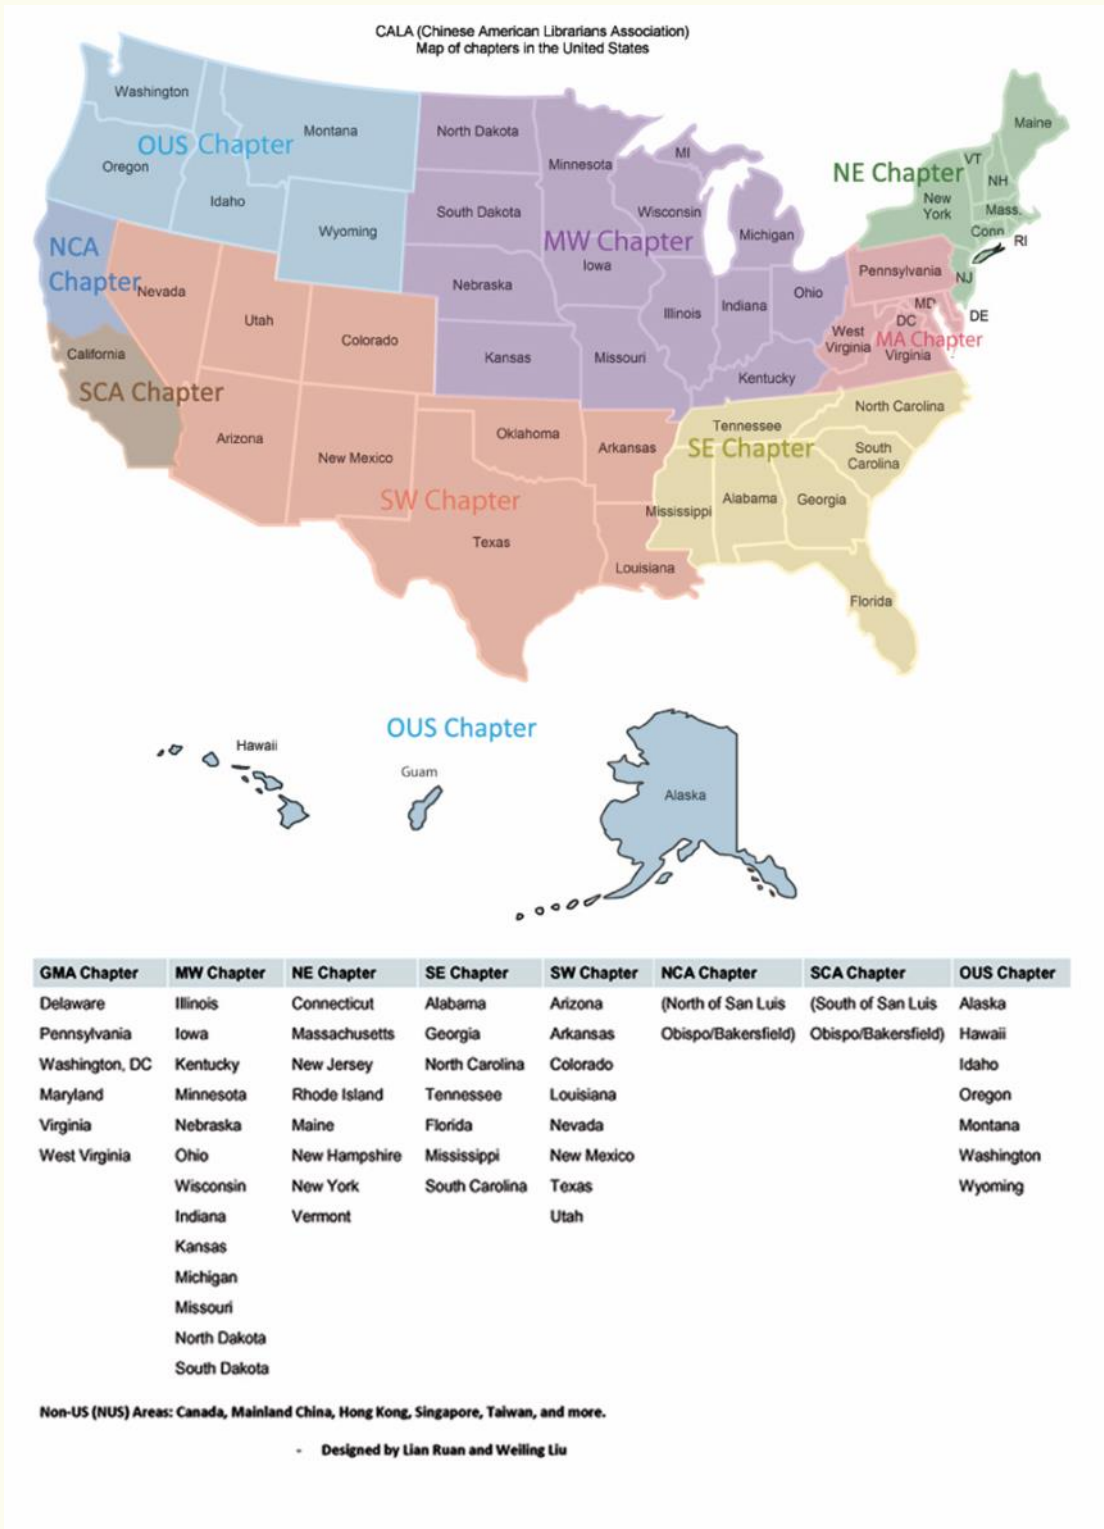 CALA (Chinese American Librarians Association)
Map of chapters in the United States
Washington
OUS Chapter
Montana
Oregon
Idaho
Wyoming
North Dakota
Minnesota
South Dakota
MI
Wisconsin
Michigan
MW Chapter
Iowa
Nebraska
Illinois
Indiana
Ohio
Kansas
Missouri
Kentucky
NE Chapter
Maine
VT
NH
New
York
Mass.
Conn
RI
NJ
Pennsylvania
MD
DE
DC
West
Virginia
MA Chapter
Virginia
NCA
Chapter
Nevada
Utah
Colorado
California
SCA Chapter
Arizona
New Mexico
Oklahoma
Arkansas
SW Chapter
Texas
Louisiana
North Carolina
Tennessee
SE Chapter
South
Carolina
Mississippi
Alabama
Georgia
Florida
OUS Chapter
Hawaii
Guam
Alaska
GMA Chapter MW Chapter NE Chapter SE Chapter SW Chapter NCA Chapter SCA Chapter OUS Chapter
Delaware Illinois Connecticut Alabama Arizona (North of San Luis (South of San Luis Alaska
Pennsylvania Iowa Massachusetts Georgia Arkansas Obispo/Bakersfield) Obispo/Bakersfield) Hawaii
Washington, DC Kentucky New Jersey North Carolina Colorado Idaho
Maryland Minnesota Rhode Island Tennessee Louisiana Oregon
Virginia Nebraska Maine Florida Nevada Montana
West Virginia Ohio New Hampshire Mississippi New Mexico Washington
Wisconsin New York South Carolina Texas Wyoming
Indiana Vermont Utah
Kansas
Michigan
Missouri
North Dakota
South Dakota
Non-US (NUS) Areas: Canada, Mainland China, Hong Kong, Singapore, Taiwan, and more.
- Designed by Lian Ruan and Weiling Liu